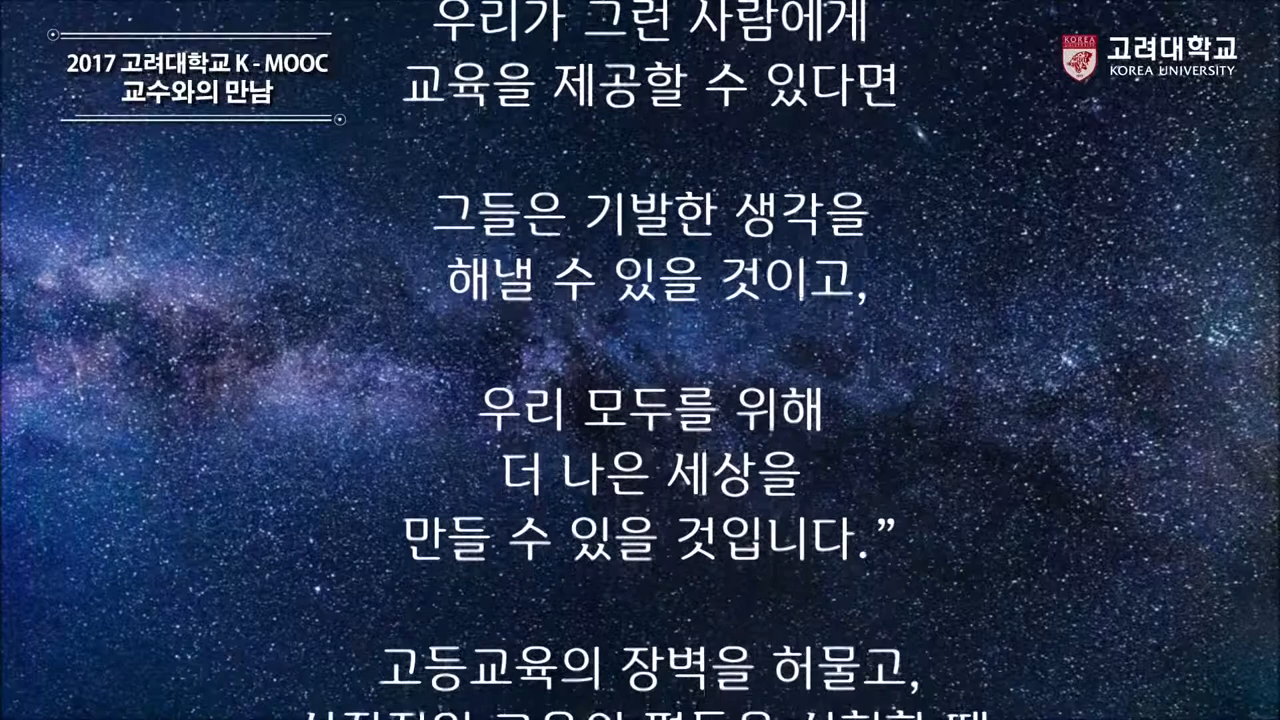 2017 고려대학교 K - MOOC
교수와의 만남
고려대학교
KOREA UNIVERSITY
우리가 그런 사람에게
교육을 제공할 수 있다면
그들은 기발한 생각을
해낼 수 있을 것이고,
우리 모두를 위해
더 나은 세상을
만들 수 있을 것입니다.”
고등교육의 장벽을 허물고,